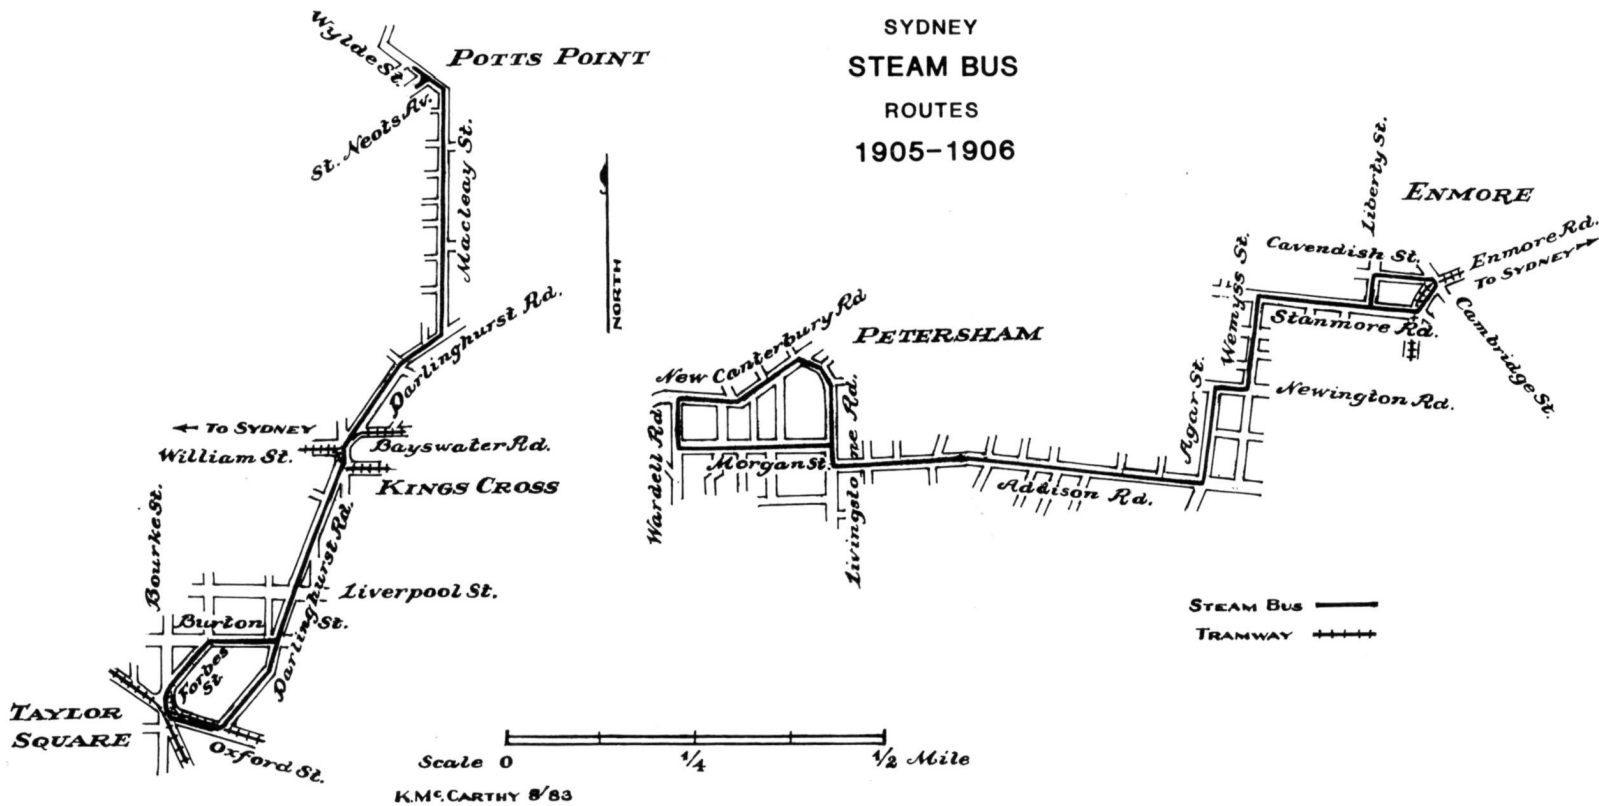 SYDNEY
STEAM BUS
ROUTES
1905–1906
POTTS POINT
Wylde St.
St. Neots Av.
Macleay St.
Darlinghurst Rd.
← TO SYDNEY
William St.
Bayswater Rd.
KINGS CROSS
Bourke St.
Darlinghurst Rd.
Liverpool St.
Burton St.
Forbes
St
TAYLOR
SQUARE
Oxford St.
NORTH
PETERSHAM
New Canterbury Rd
Wardell Rd
Morgan St.
Livingstone Rd.
Addison Rd.
Agar St.
Wemyss St.
Newington Rd.
Stanmore Rd.
Cavendish St.
Liberty St.
ENMORE
Enmore Rd.
TO SYDNEY →
Cambridge St.
STEAM BUS
TRAMWAY
Scale 0 1/4 1/2 Mile
K.Mc.CARTHY 8/83